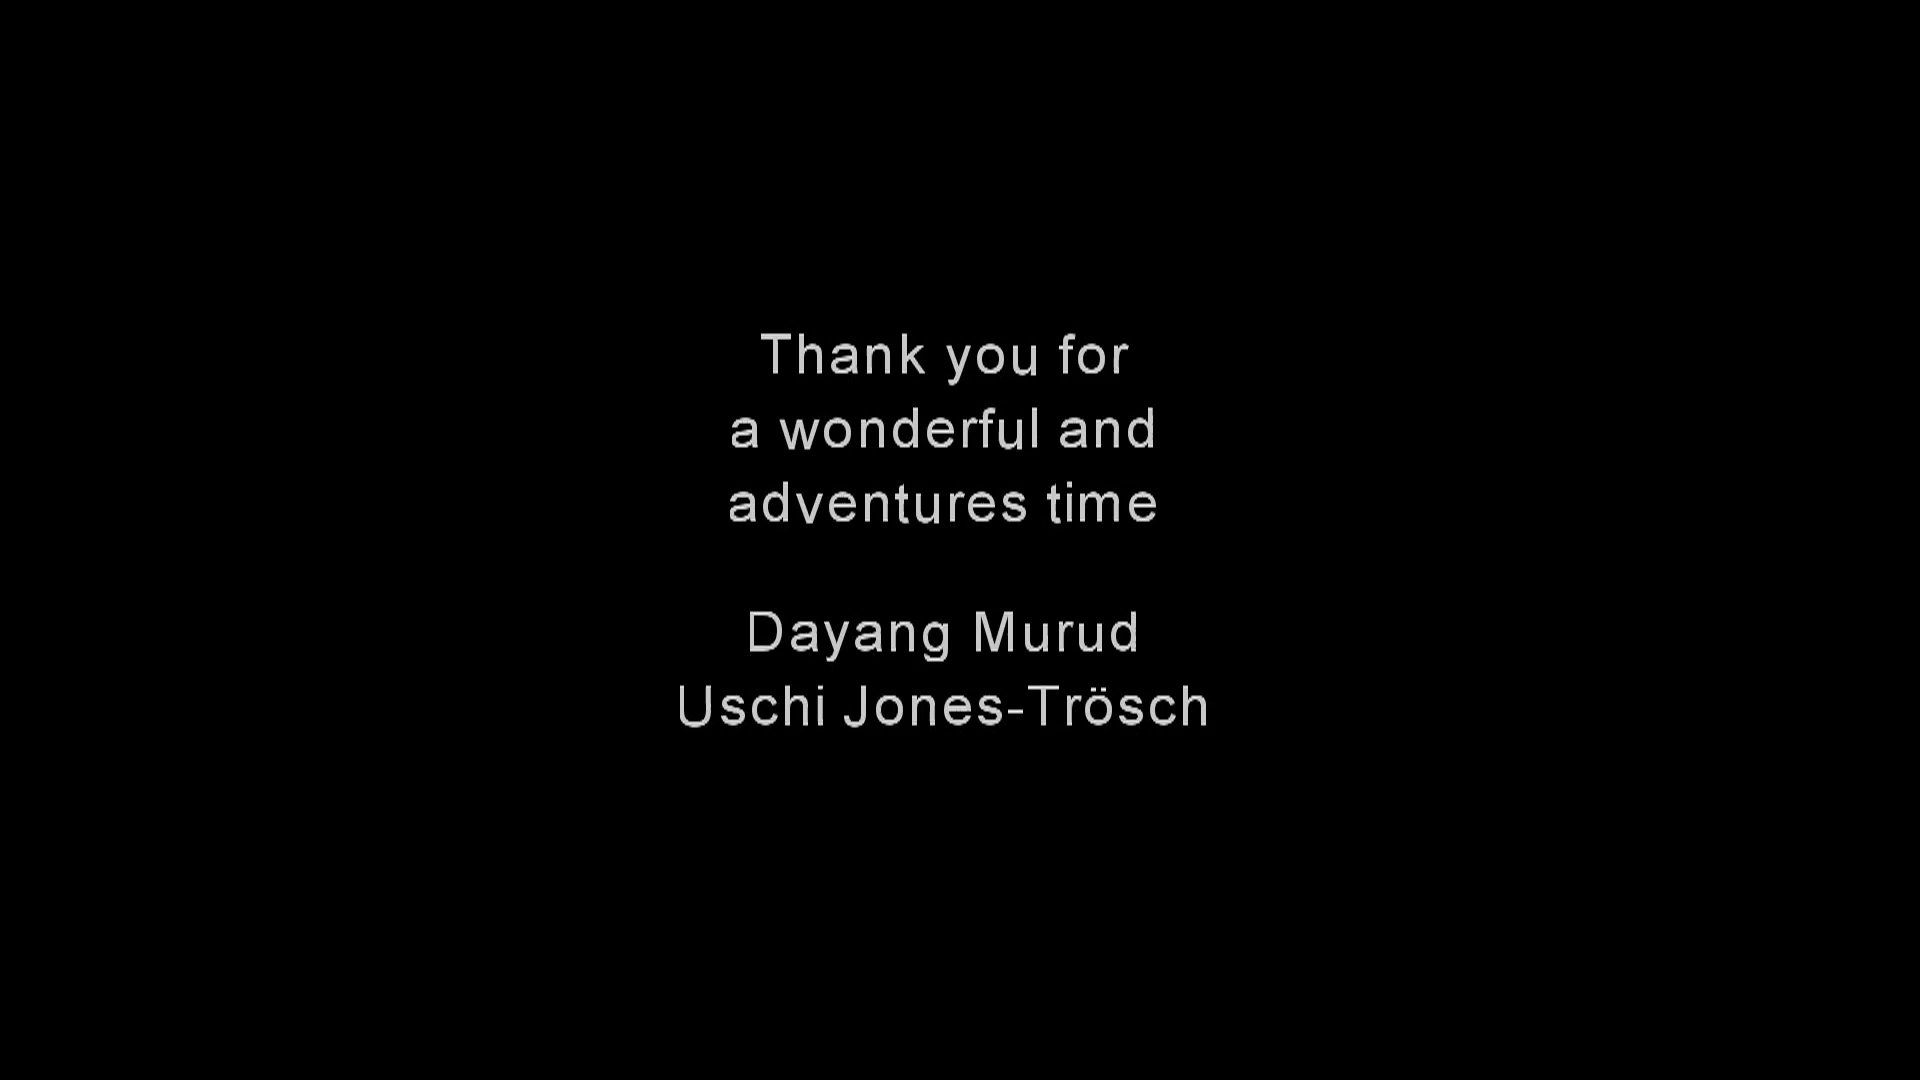 Thank you for
a wonderful and
adventures time
Dayang Murud
Uschi Jones-Trösch